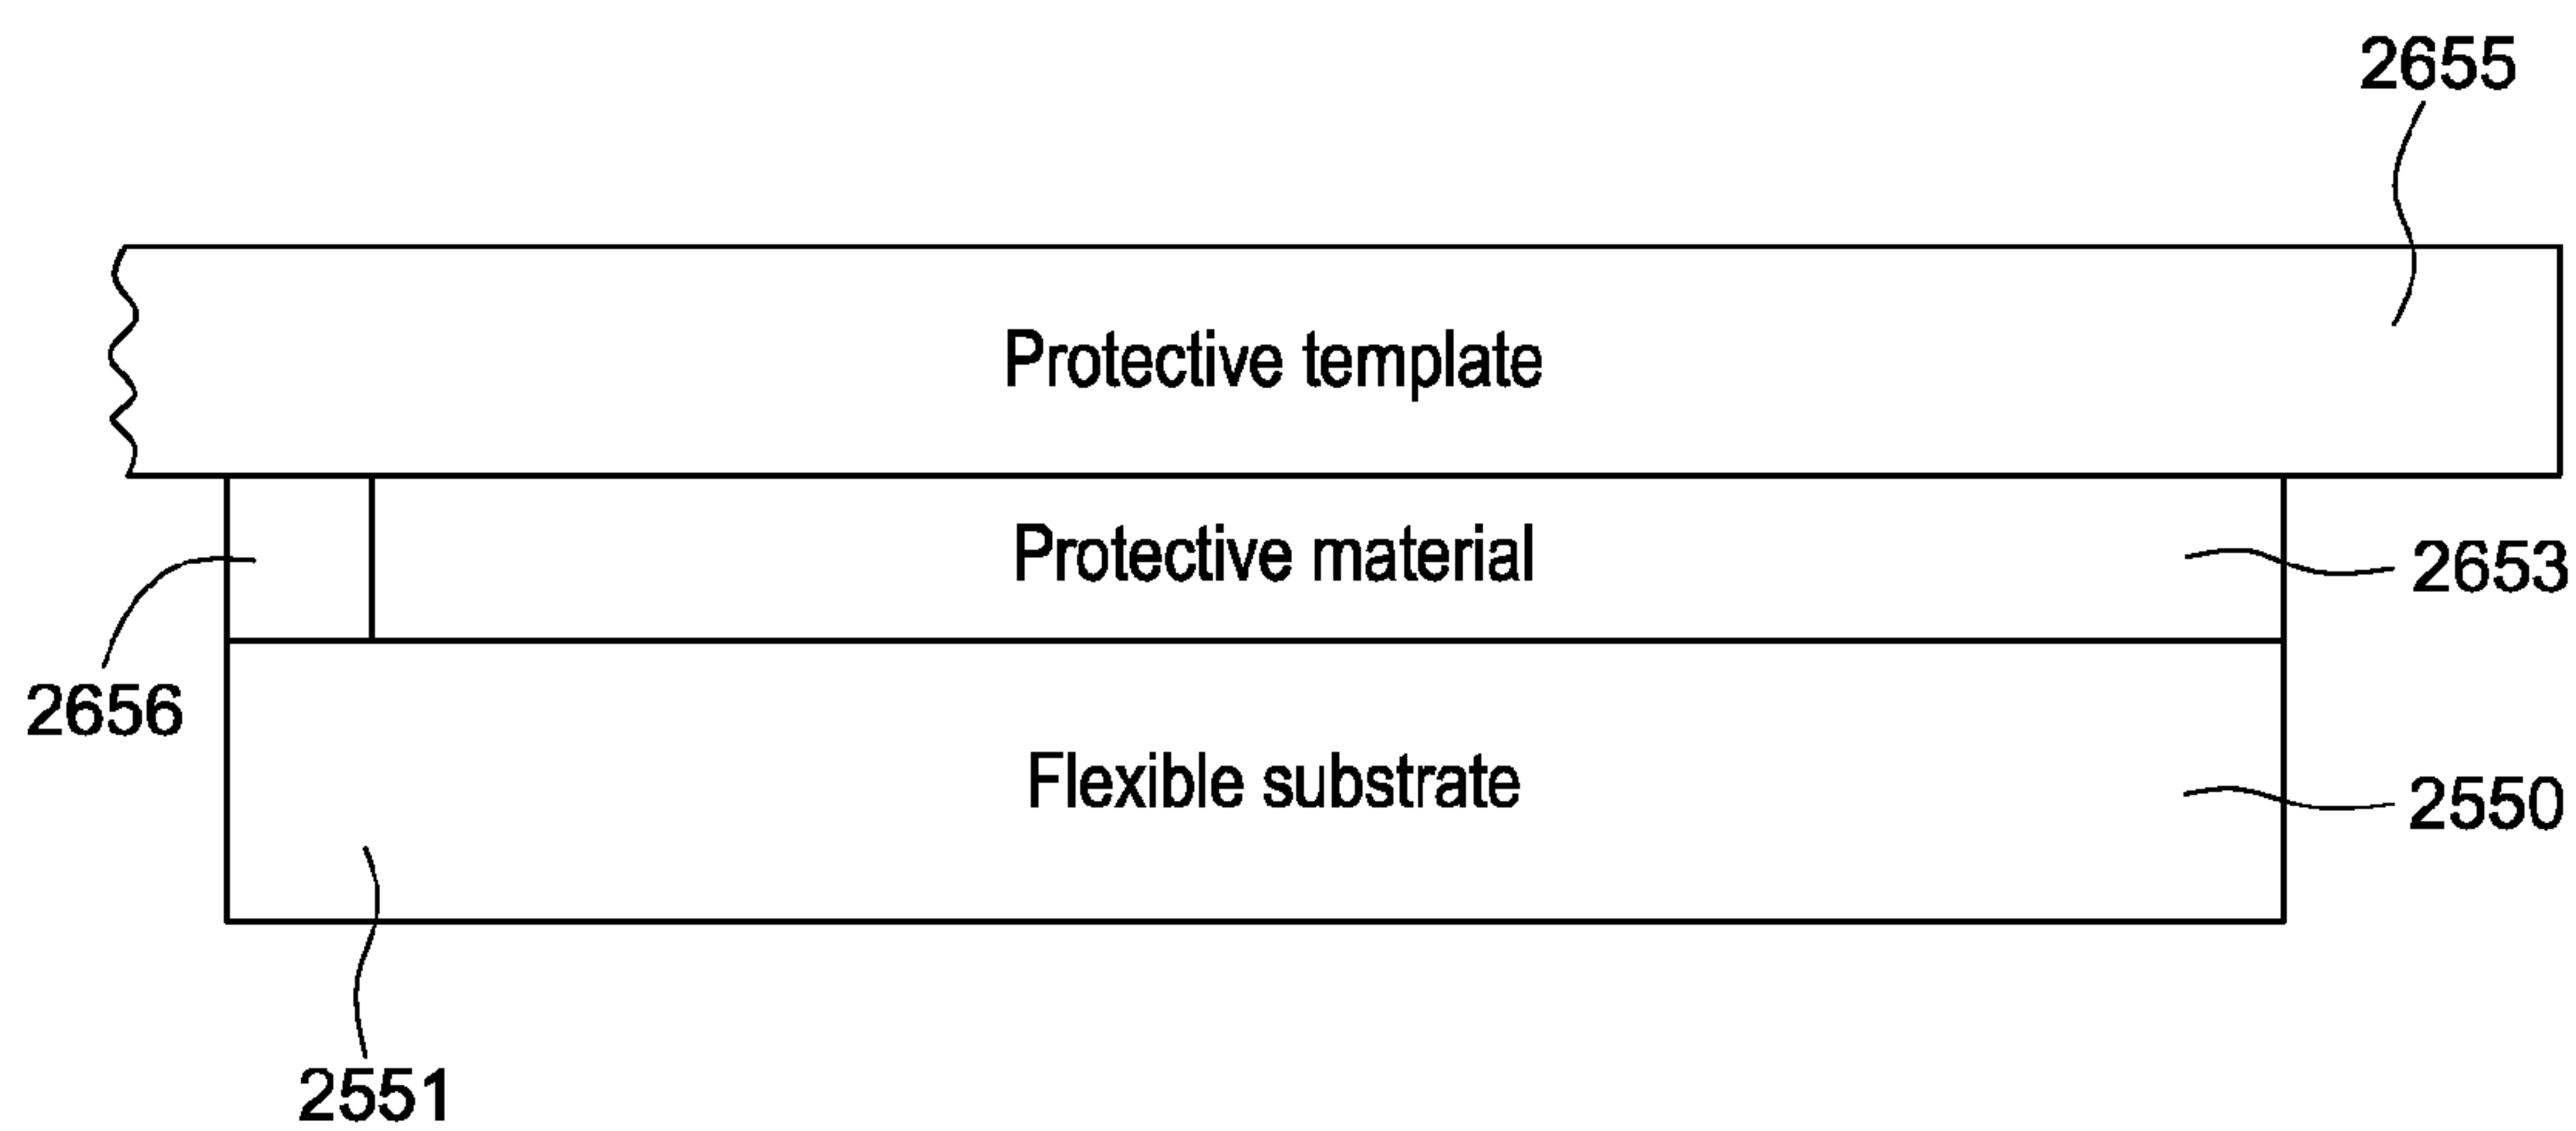 2655
Protective template
Protective material
2653
2656
Flexible substrate
2550
2551